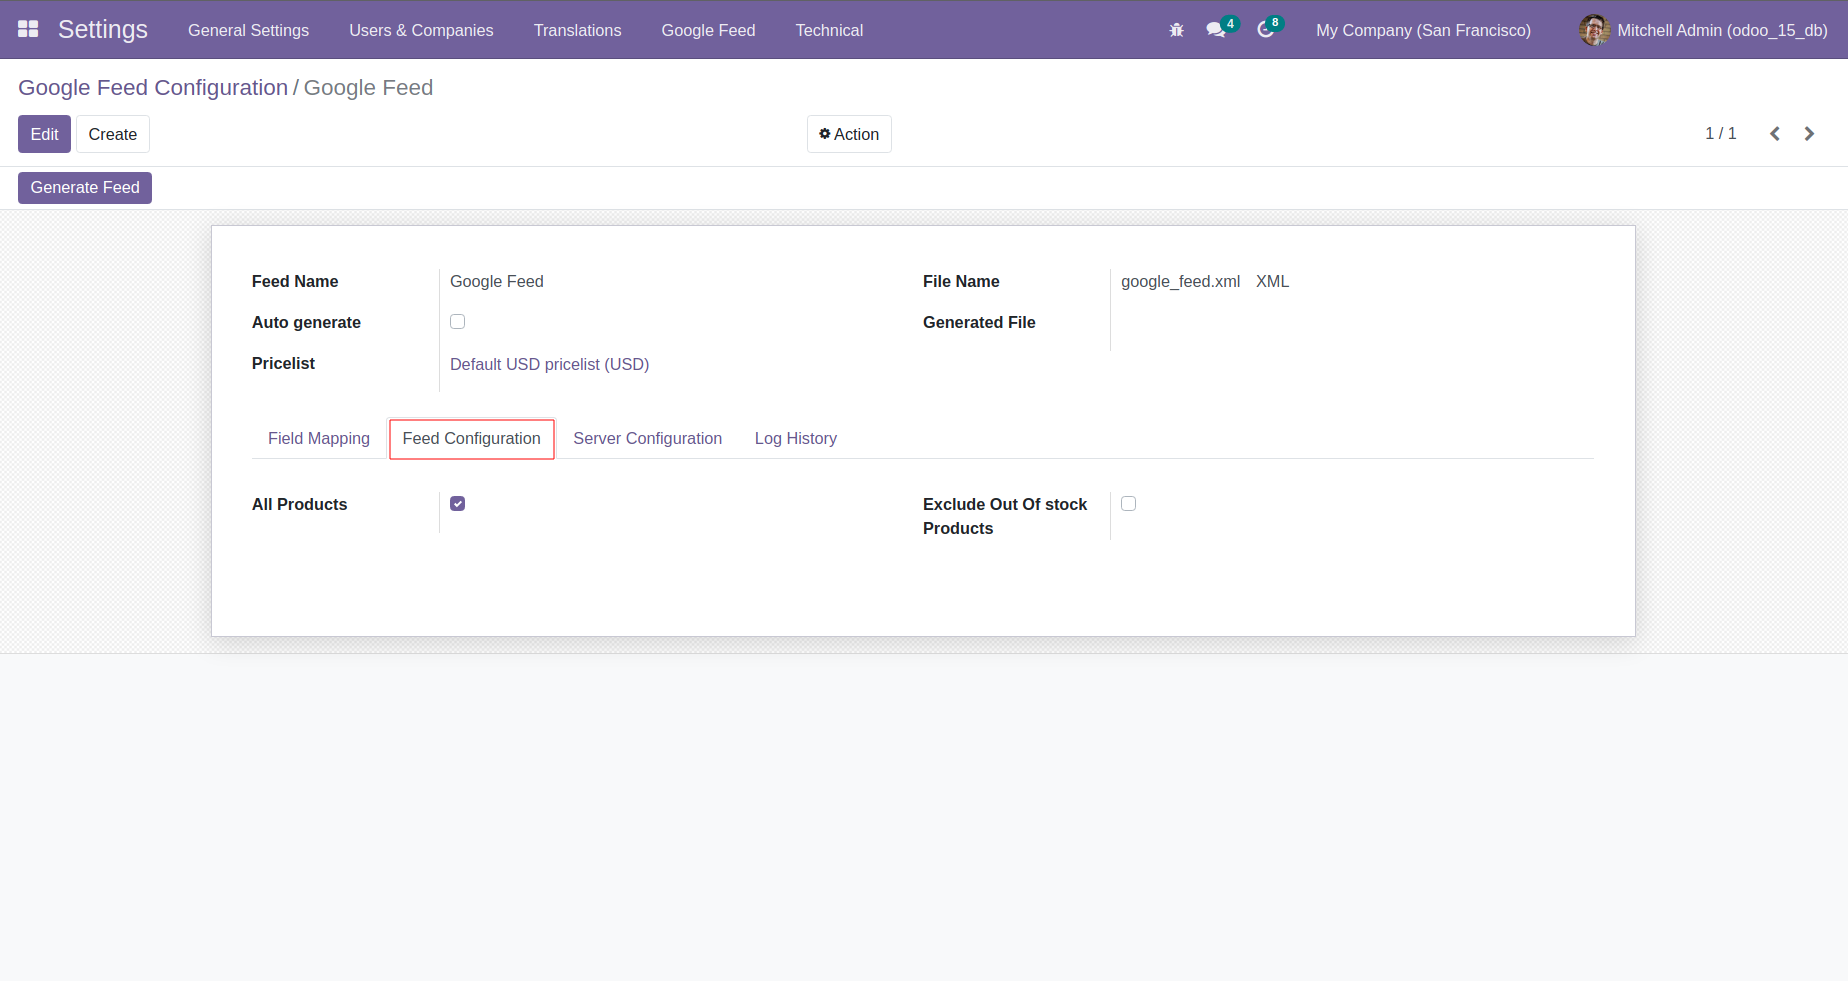 Settings General Settings Users & Companies Translations Google Feed Technical 4 8 My Company (San Francisco) Mitchell Admin (odoo_15_db)
Google Feed Configuration / Google Feed
Edit Create Action 1 / 1
Generate Feed
Feed Name Google Feed File Name google_feed.xml XML
Auto generate Generated File
Pricelist Default USD pricelist (USD)
Field Mapping Feed Configuration Server Configuration Log History
All Products Exclude Out Of stock
Products